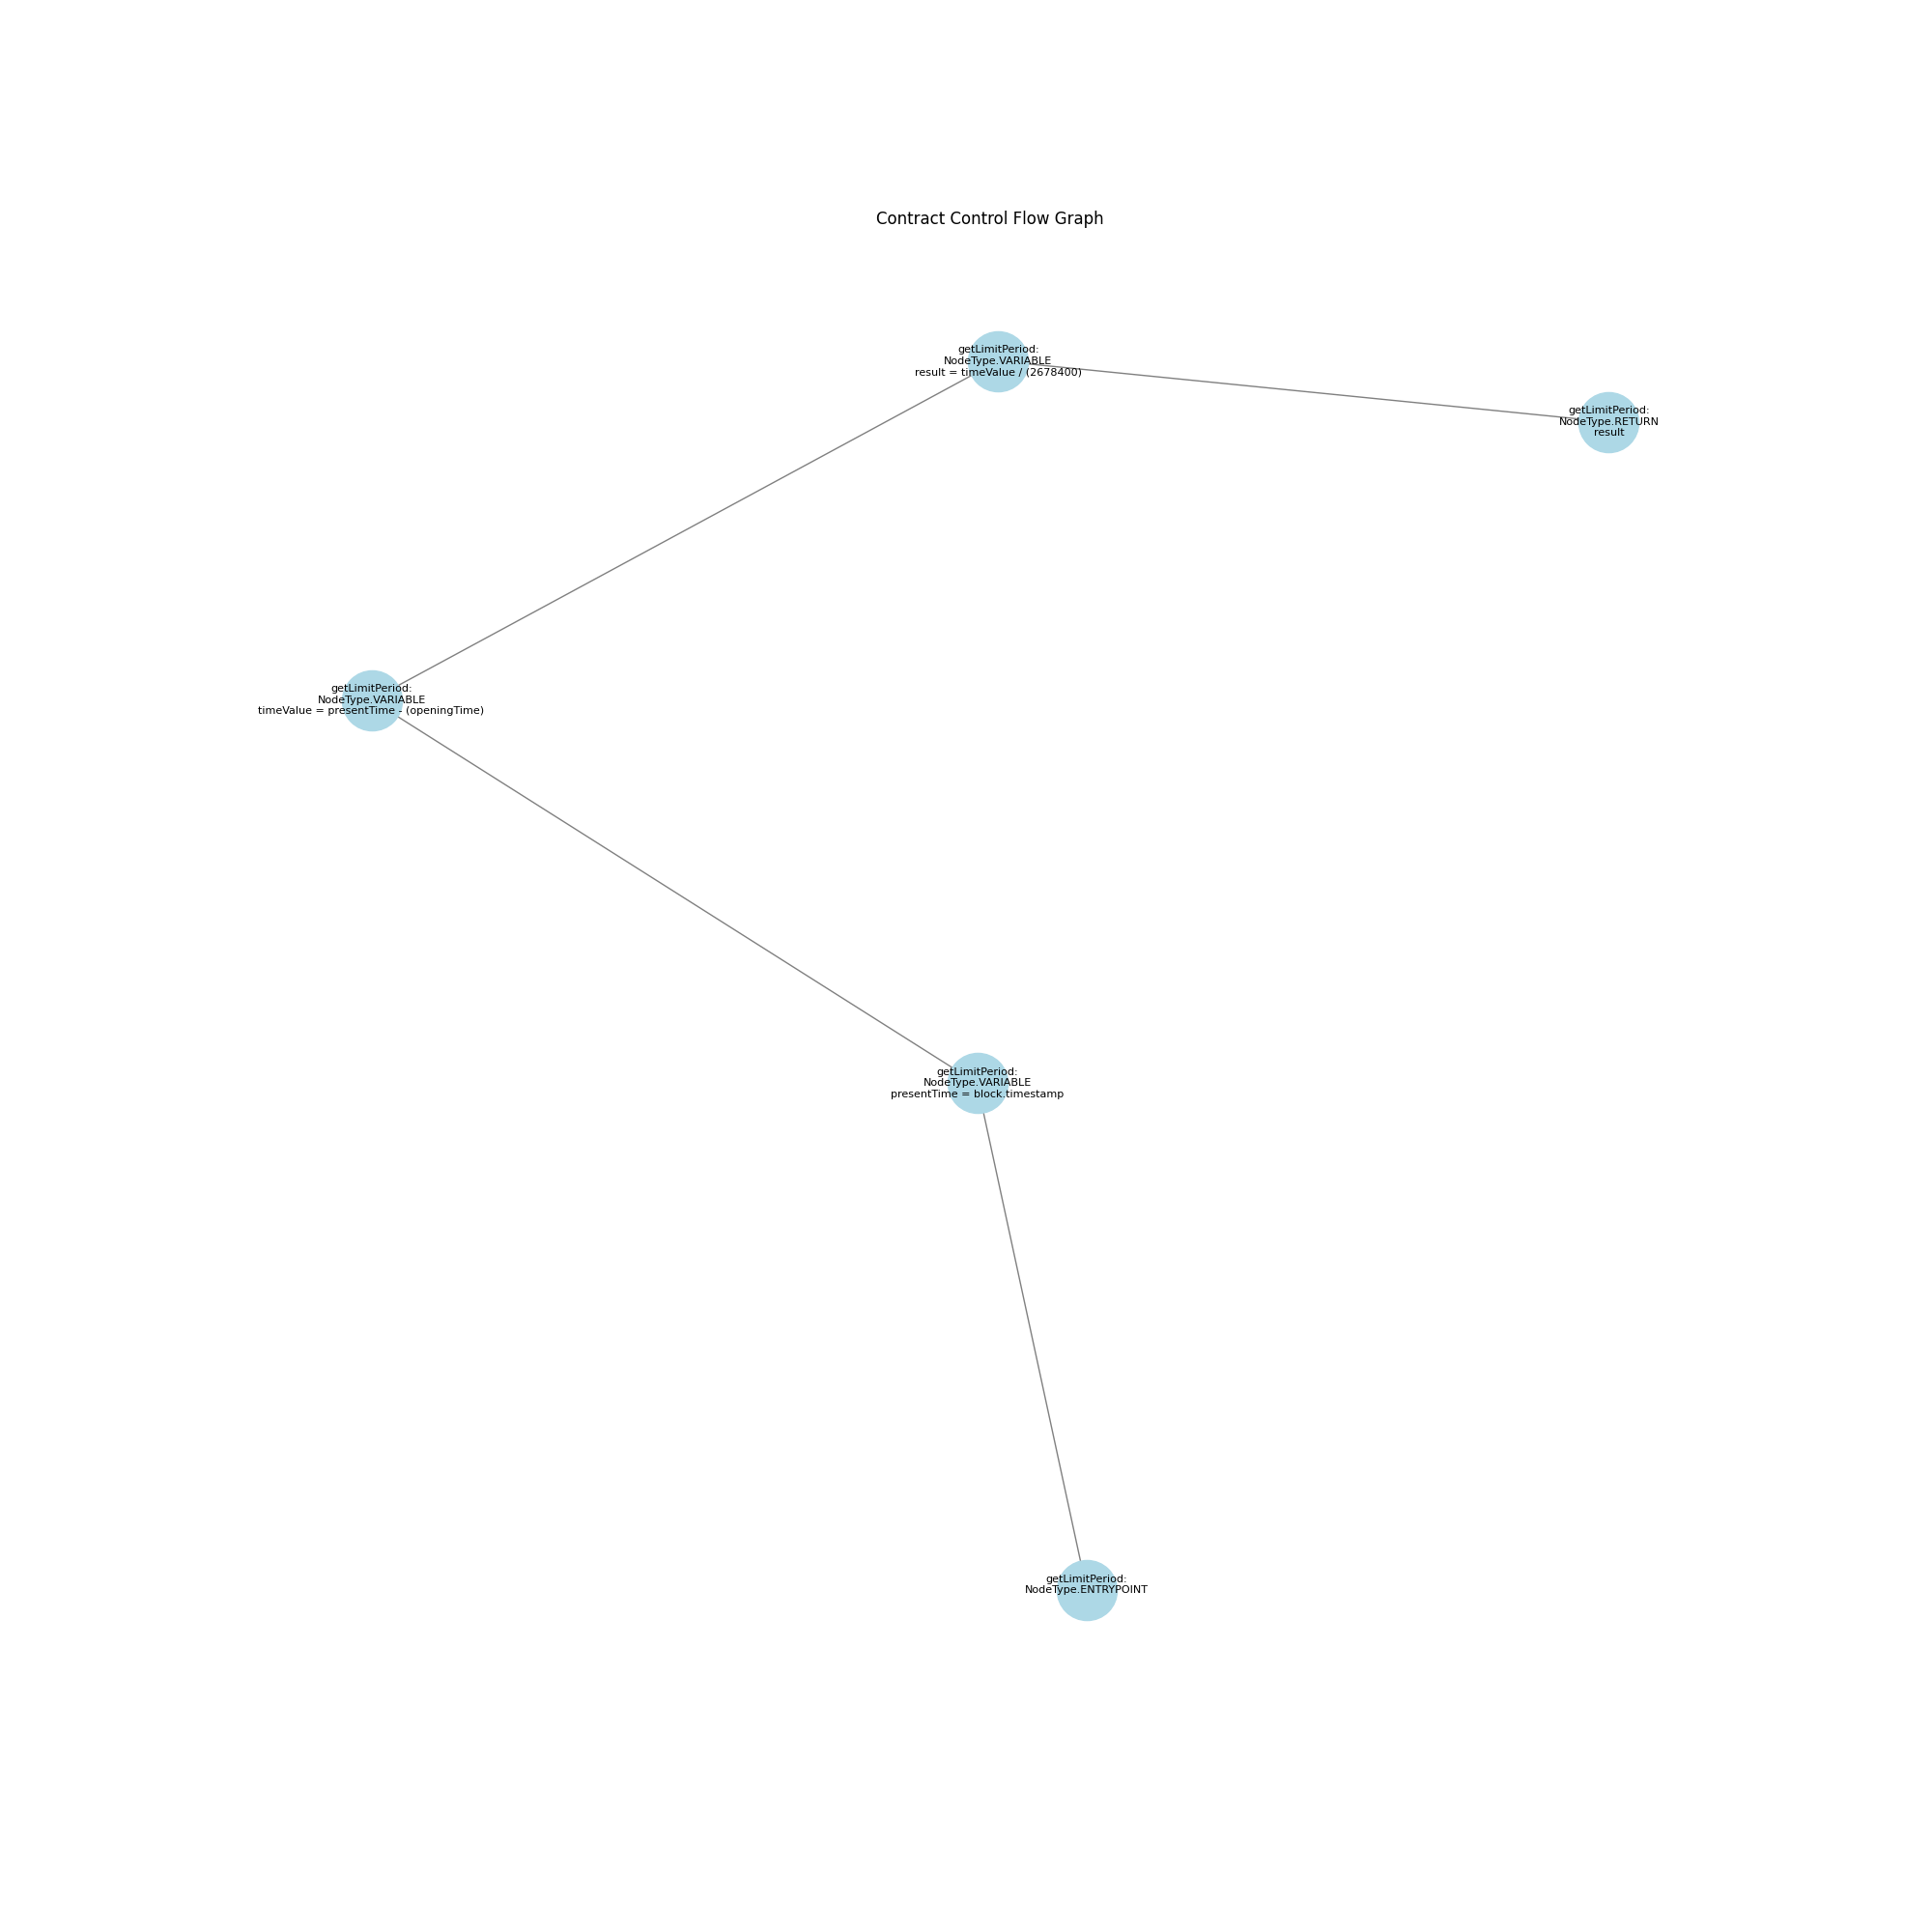 Contract Control Flow Graph
getLimitPeriod:
NodeType.VARIABLE
result = timeValue / (2678400)
getLimitPeriod:
NodeType.RETURN
result
getLimitPeriod:
NodeType.VARIABLE
timeValue = presentTime - (openingTime)
getLimitPeriod:
NodeType.VARIABLE
presentTime = block.timestamp
getLimitPeriod:
NodeType.ENTRYPOINT